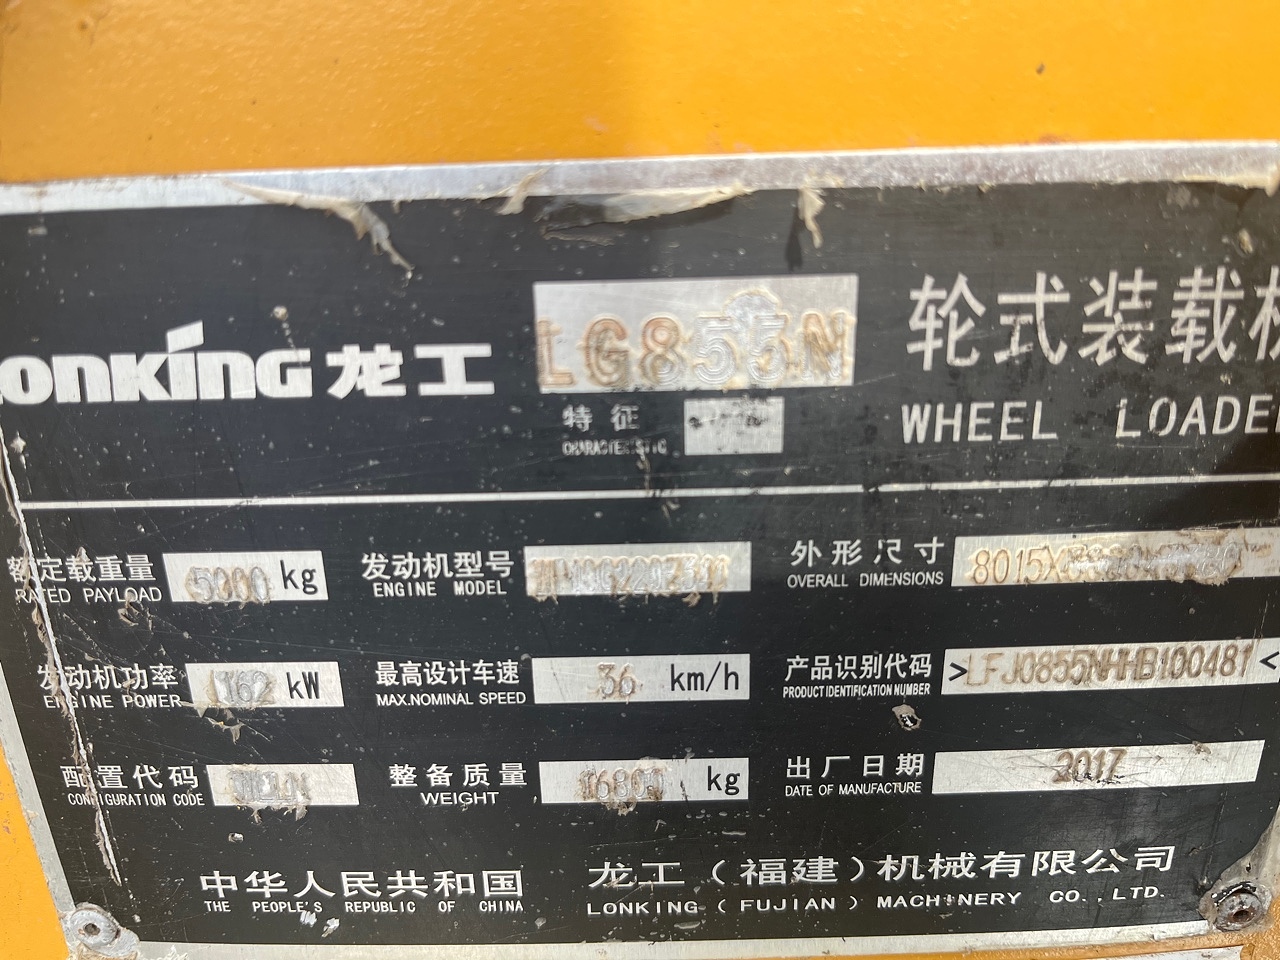 LONKING 龙工 LG855N 轮式装载机
特征
CHARACTERISTIC
WHEEL LOADER
额定载重量 5000 kg 发动机型号 外形尺寸
RATED PAYLOAD ENGINE MODEL OVERALL DIMENSIONS
发动机功率 162 kW 最高设计车速 36 km/h 产品识别代码 >LFJ0855NHHB100481<
ENGINE POWER MAX.NOMINAL SPEED PRODUCT IDENTIFICATION NUMBER
配置代码 整备质量 16800 kg 出厂日期 2017
CONFIGURATION CODE WEIGHT DATE OF MANUFACTURE
中华人民共和国 龙工（福建）机械有限公司
THE PEOPLE'S REPUBLIC OF CHINA LONKING (FUJIAN) MACHINERY CO.,LTD.